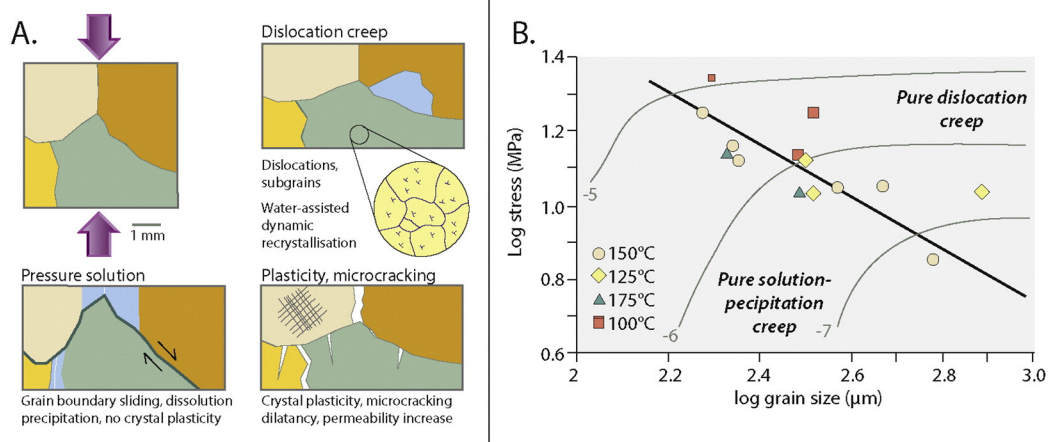 A.
1 mm
Dislocation creep
Dislocations,
subgrains
Water-assisted
dynamic
recrystallisation
Pressure solution
Grain boundary sliding, dissolution
precipitation, no crystal plasticity
Plasticity, microcracking
Crystal plasticity, microcracking
dilatancy, permeability increase
B.
Log stress (MPa)
1.4
1.2
1.0
0.8
0.6
Pure dislocation
creep
-5
150°C
125°C
175°C
100°C
Pure solution-
pecipitation
creep
-6
-7
2
2.2
2.4
2.6
2.8
3.0
log grain size (μm)